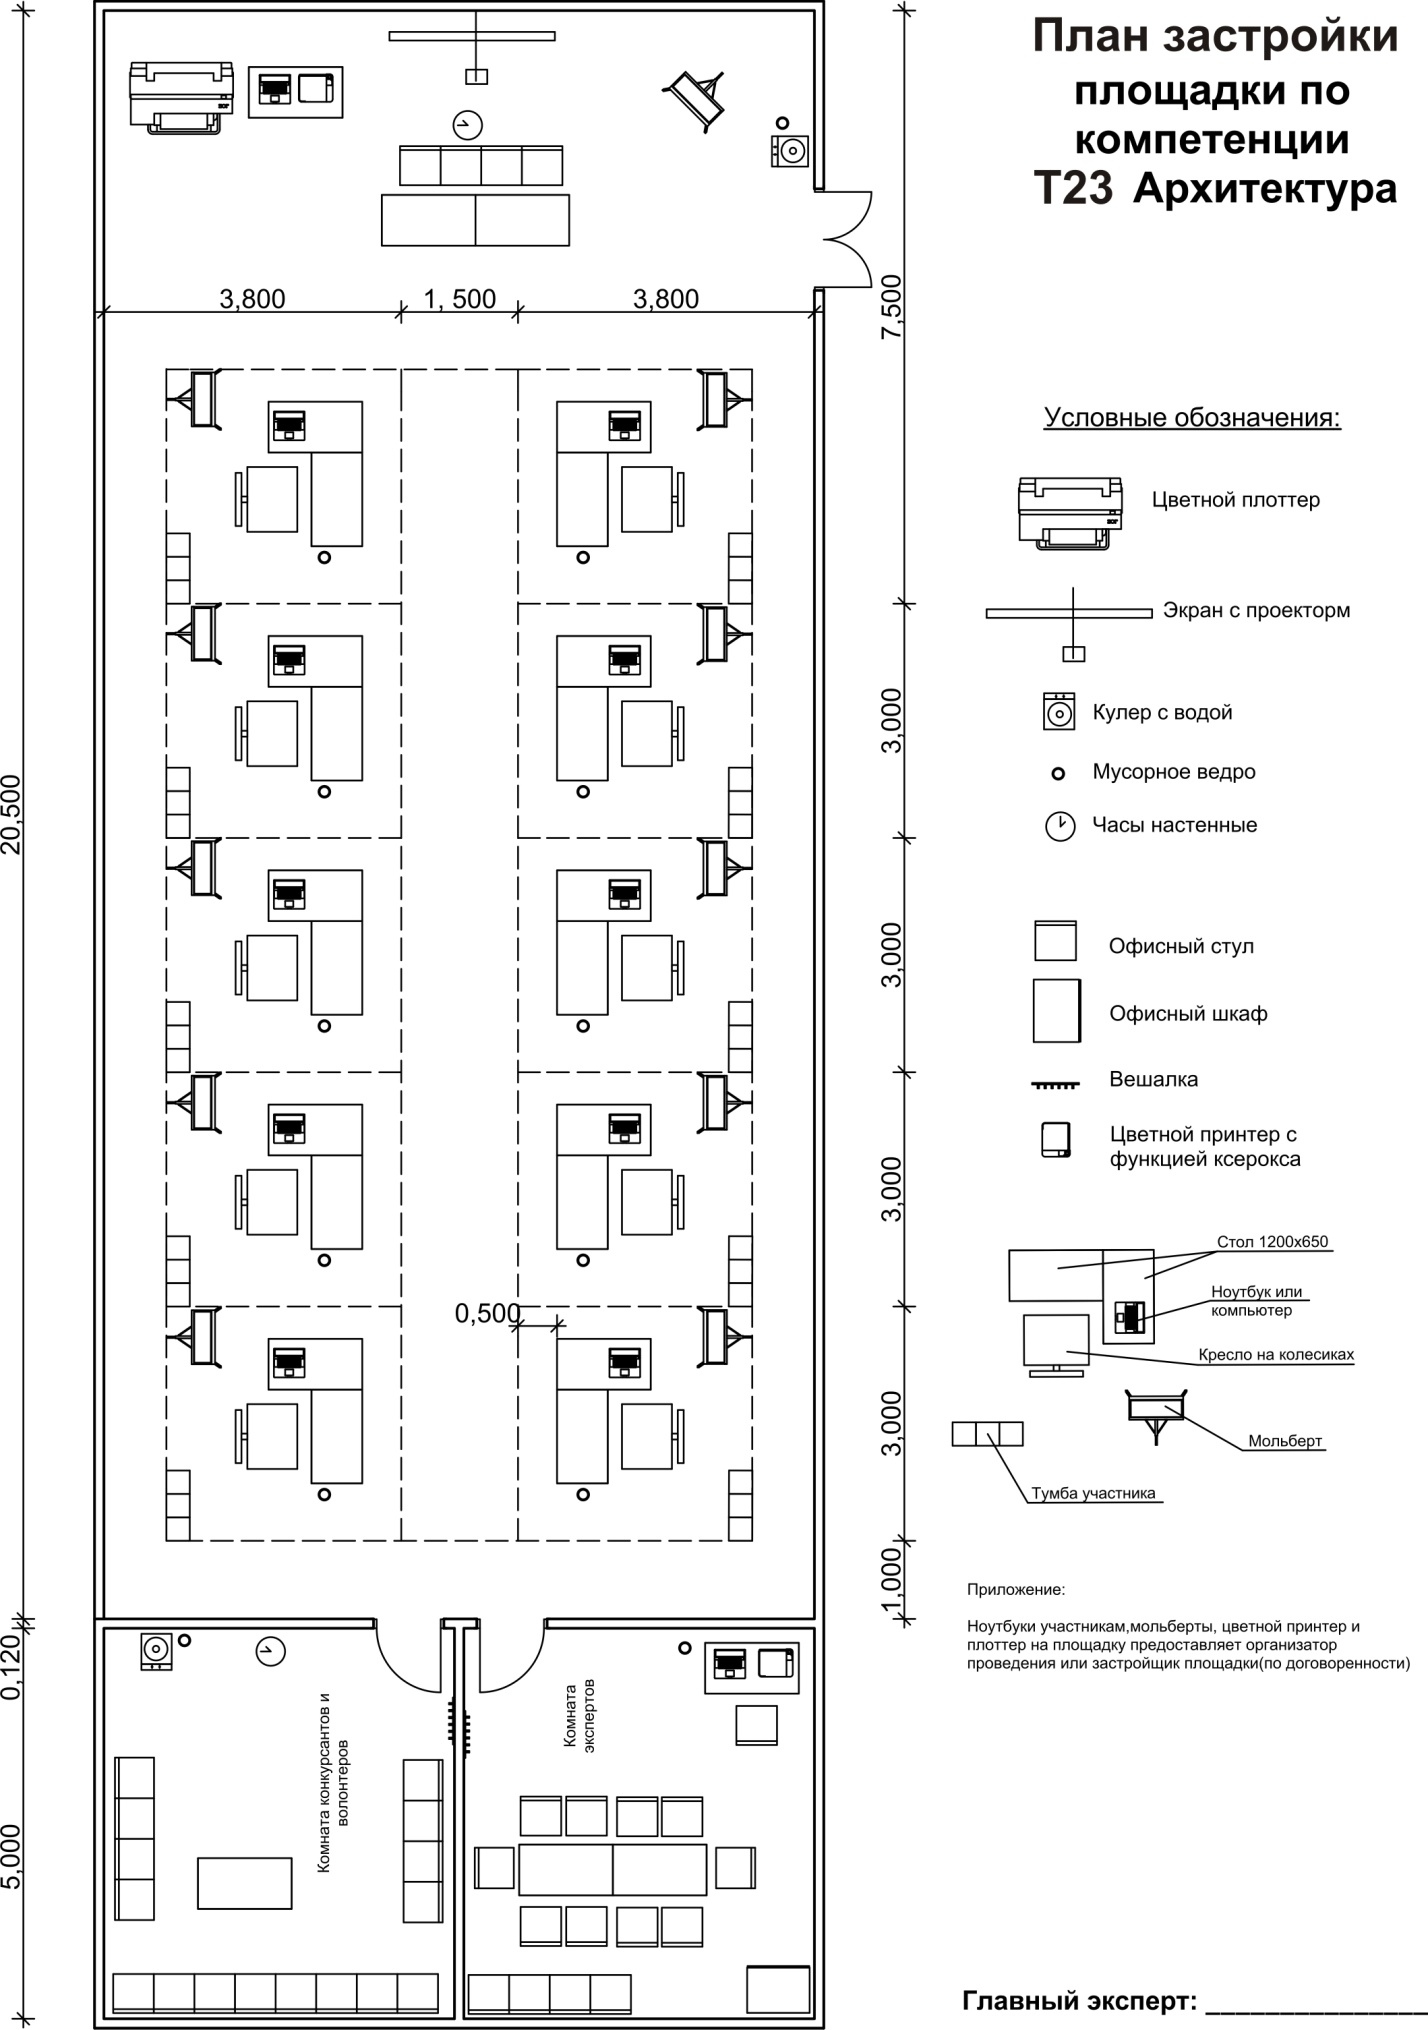 План застройки
площадки по
компетенции
Т23 Архитектура
3,800
1, 500
3,800
7,500
20,500
3,000
3,000
3,000
3,000
0,500
1,000
0,120
5,000
Комната конкурсантов и
волонтеров
Комната
экспертов
Условные обозначения:
Цветной плоттер
Экран с проекторм
Кулер с водой
Мусорное ведро
Часы настенные
Офисный стул
Офисный шкаф
Вешалка
Цветной принтер с
функцией ксерокса
Стол 1200х650
Ноутбук или
компьютер
Кресло на колесиках
Мольберт
Тумба участника
Приложение:
Ноутбуки участникам,мольберты, цветной принтер и
плоттер на площадку предоставляет организатор
проведения или застройщик площадки(по договоренности)
Главный эксперт: _______________